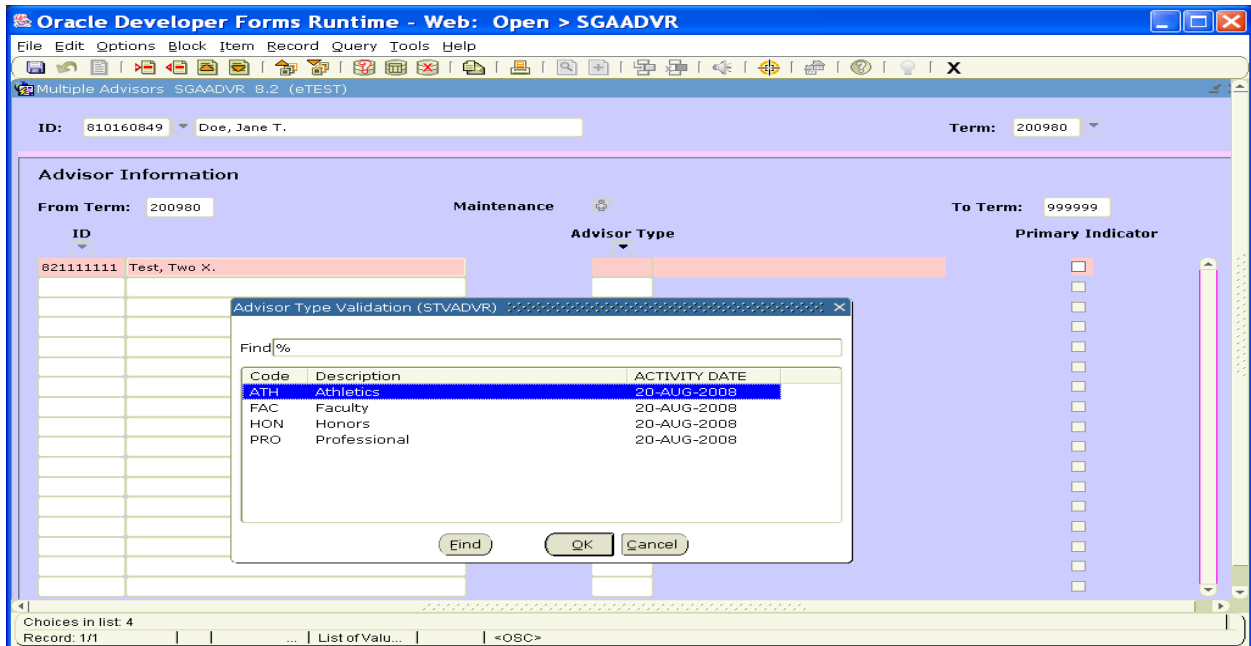 Oracle Developer Forms Runtime - Web: Open > SGAADVR
File Edit Options Block Item Record Query Tools Help
X
Multiple Advisors SGAADVR 8.2 (eTEST)
ID: 810160849 Doe, Jane T. Term: 200980
Advisor Information
From Term: 200980 Maintenance To Term: 999999
ID Advisor Type Primary Indicator
821111111 Test, Two X.
Advisor Type Validation (STVADVR)
Find %
Code Description ACTIVITY DATE
ATH Athletics 20-AUG-2008
FAC Faculty 20-AUG-2008
HON Honors 20-AUG-2008
PRO Professional 20-AUG-2008
Find OK Cancel
Choices in list: 4
Record: 1/1 ... List of Valu... <OSC>